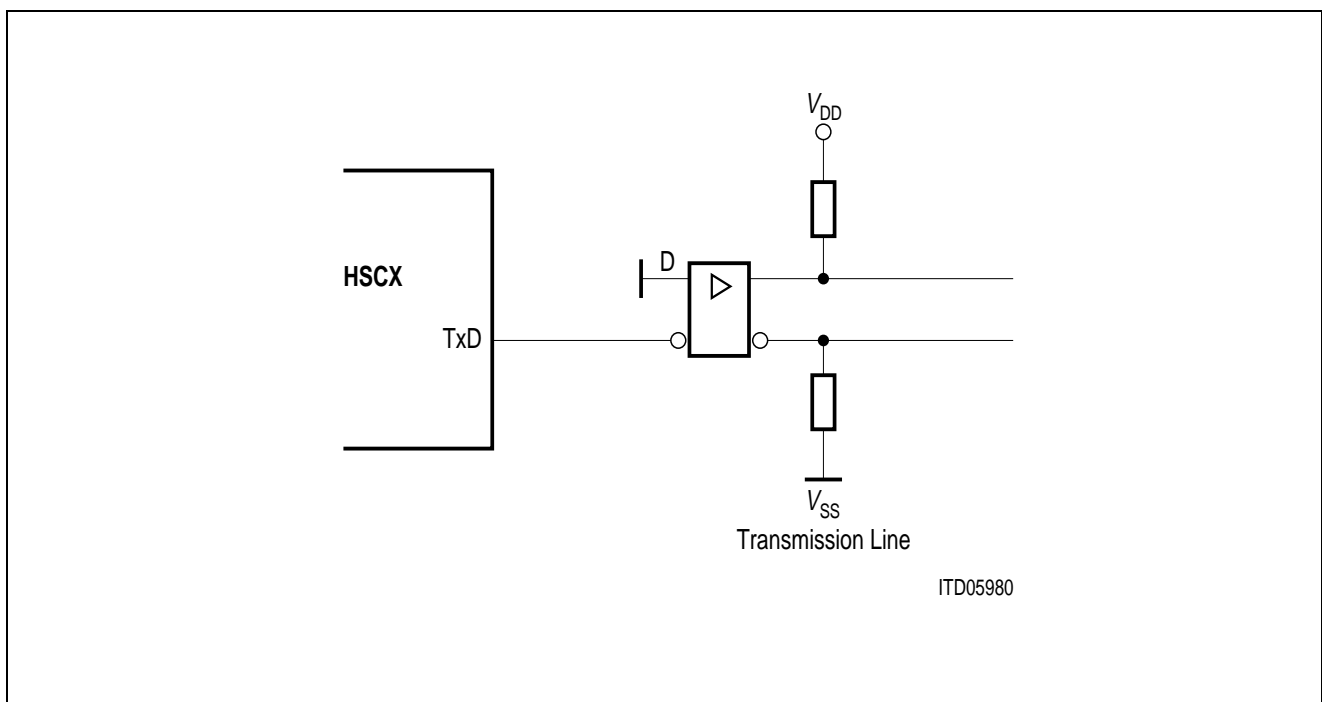 VDD
D
HSCX
TxD
VSS
Transmission Line
ITD05980